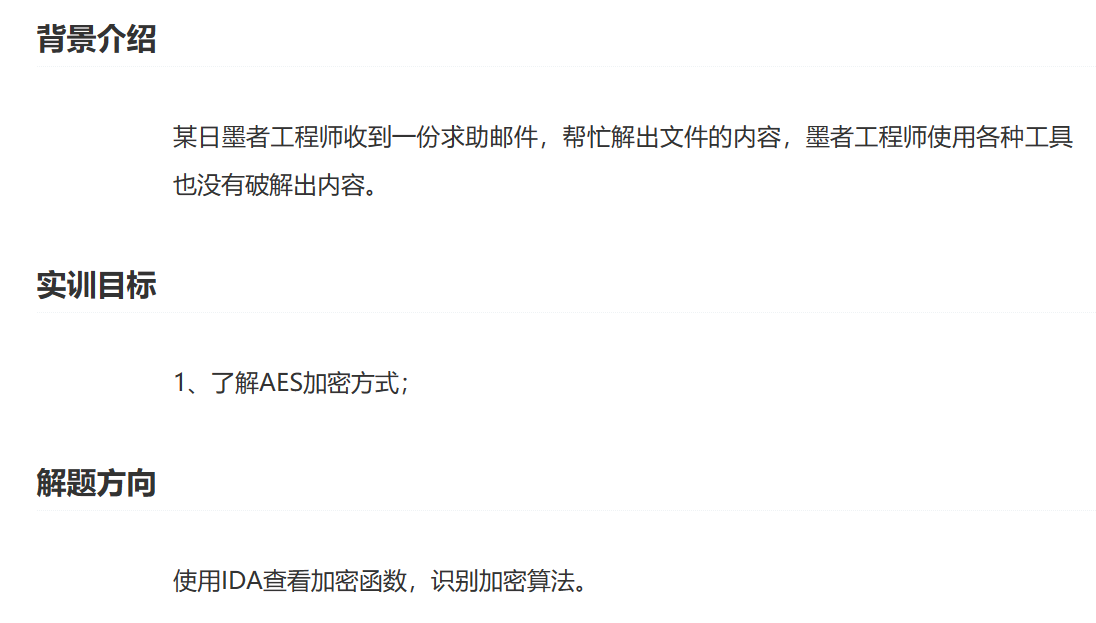 背景介绍
某日墨者工程师收到一份求助邮件，帮忙解出文件的内容，墨者工程师使用各种工具
也没有破解出内容。
实训目标
1、了解AES加密方式；
解题方向
使用IDA查看加密函数，识别加密算法。